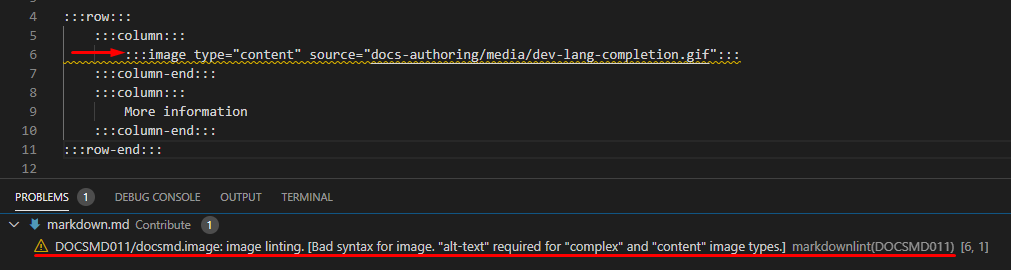 4 :::row:::
5 :::column:::
6 :::image type="content" source="docs-authoring/media/dev-lang-completion.gif":::
7 :::column-end:::
8 :::column:::
9 More information
10 :::column-end:::
11 :::row-end:::
12
PROBLEMS 1 DEBUG CONSOLE OUTPUT TERMINAL
markdown.md Contribute 1
DOCSMD011/docsmd.image: image linting. [Bad syntax for image. "alt-text" required for "complex" and "content" image types.] markdownlint(DOCSMD011) [6, 1]